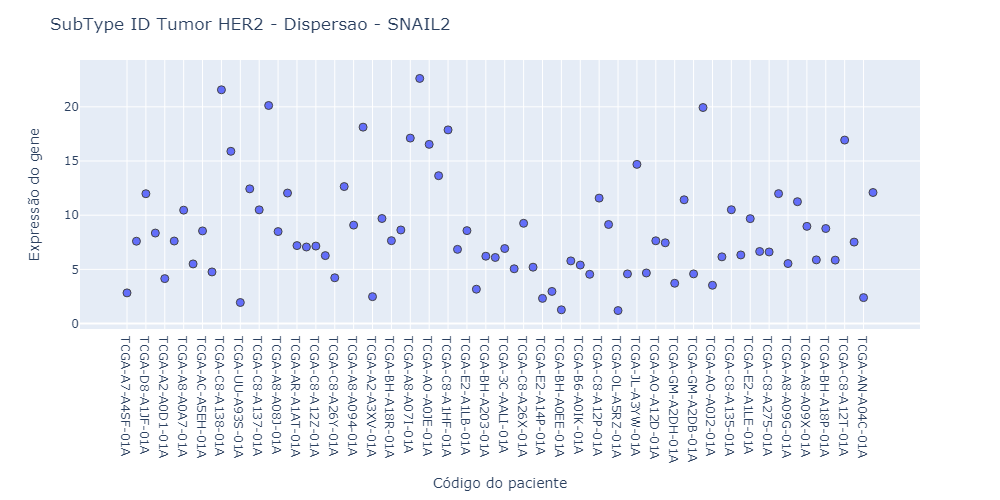 SubType ID Tumor HER2 - Dispersao - SNAIL2
Expressão do gene
20
15
10
5
0
TCGA-A7-A4SF-01A
TCGA-D8-A1JF-01A
TCGA-A2-A0D1-01A
TCGA-A8-A0A7-01A
TCGA-AC-A5EH-01A
TCGA-C8-A138-01A
TCGA-UU-A93S-01A
TCGA-C8-A137-01A
TCGA-A8-A08J-01A
TCGA-AR-A1AT-01A
TCGA-C8-A12Z-01A
TCGA-C8-A26Y-01A
TCGA-A8-A094-01A
TCGA-A2-A3XV-01A
TCGA-BH-A18R-01A
TCGA-A8-A07I-01A
TCGA-AO-A0JE-01A
TCGA-C8-A1HF-01A
TCGA-E2-A1LB-01A
TCGA-BH-A203-01A
TCGA-3C-AALI-01A
TCGA-C8-A26X-01A
TCGA-E2-A14P-01A
TCGA-BH-A0EE-01A
TCGA-B6-A0IK-01A
TCGA-C8-A12P-01A
TCGA-OL-A5RZ-01A
TCGA-JL-A3YW-01A
TCGA-AO-A12D-01A
TCGA-GM-A2DH-01A
TCGA-GM-A2DB-01A
TCGA-AO-A0J2-01A
TCGA-C8-A135-01A
TCGA-E2-A1LE-01A
TCGA-C8-A275-01A
TCGA-A8-A09G-01A
TCGA-A8-A09X-01A
TCGA-BH-A18P-01A
TCGA-C8-A12T-01A
TCGA-AN-A04C-01A
Código do paciente